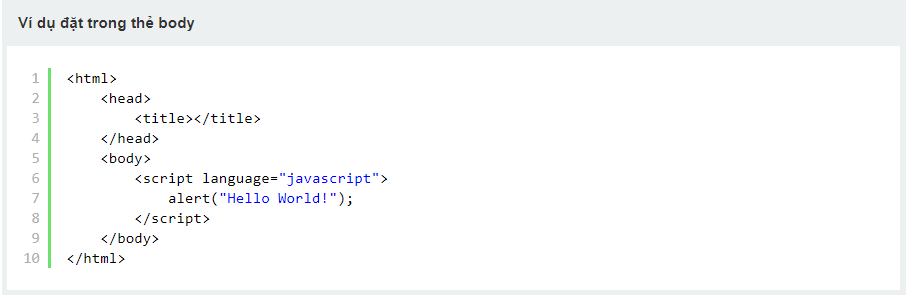 Ví dụ đặt trong thẻ body
1 <html>
2     <head>
3         <title></title>
4     </head>
5     <body>
6         <script language="javascript">
7             alert("Hello World!");
8         </script>
9     </body>
10 </html>